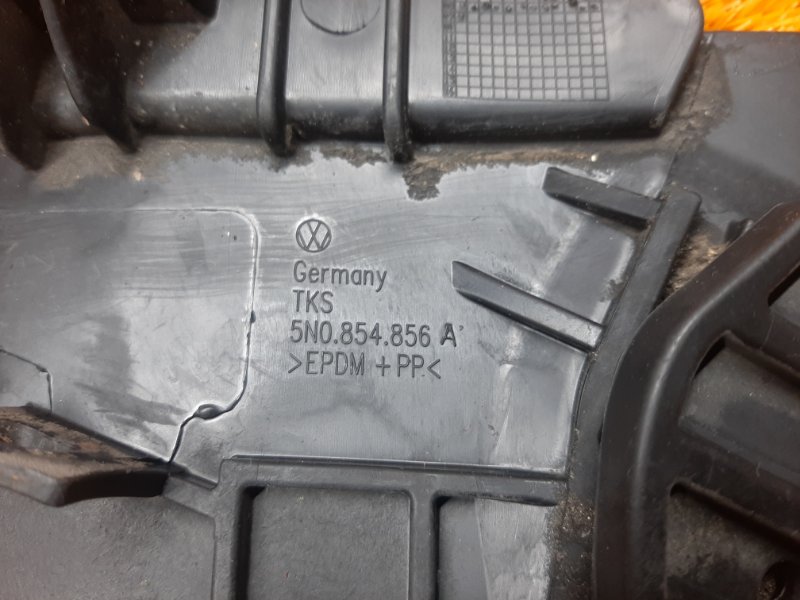 Germany
TKS
5N0.854.856 A
>EPDM + PP<